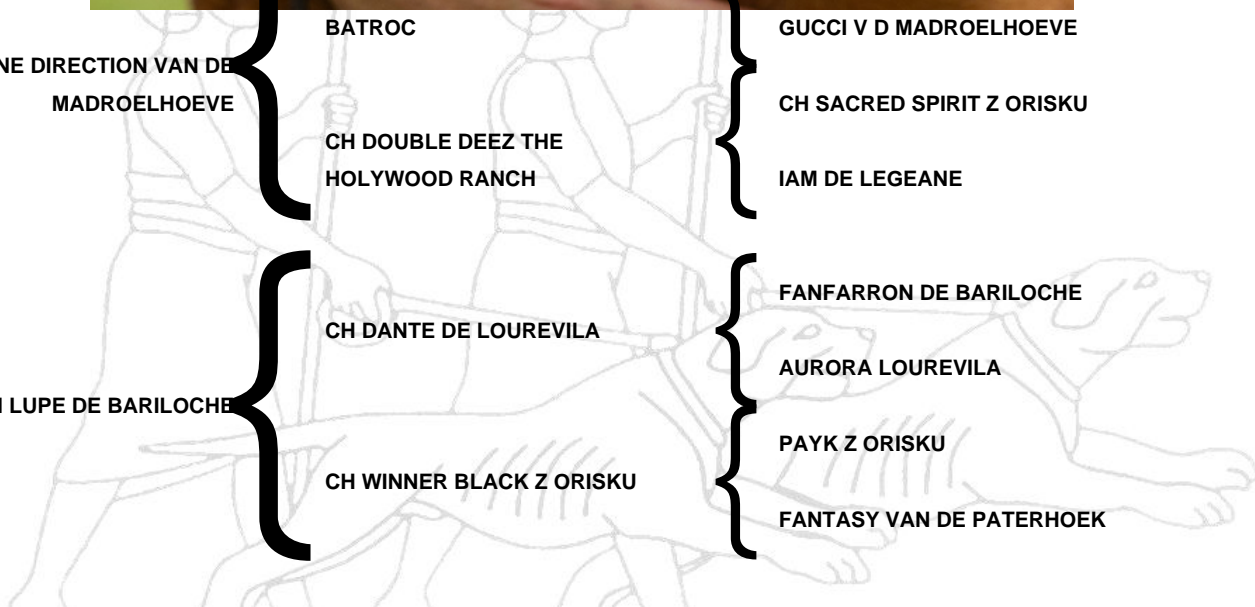 BATROC
GUCCI V D MADROELHOEVE
NE DIRECTION VAN DE
MADROELHOEVE
CH SACRED SPIRIT Z ORISKU
CH DOUBLE DEEZ THE
HOLYWOOD RANCH
IAM DE LEGEANE
FANFARRON DE BARILOCHE
CH DANTE DE LOUREVILA
AURORA LOUREVILA
LUPE DE BARILOCHE
PAYK Z ORISKU
CH WINNER BLACK Z ORISKU
FANTASY VAN DE PATERHOEK